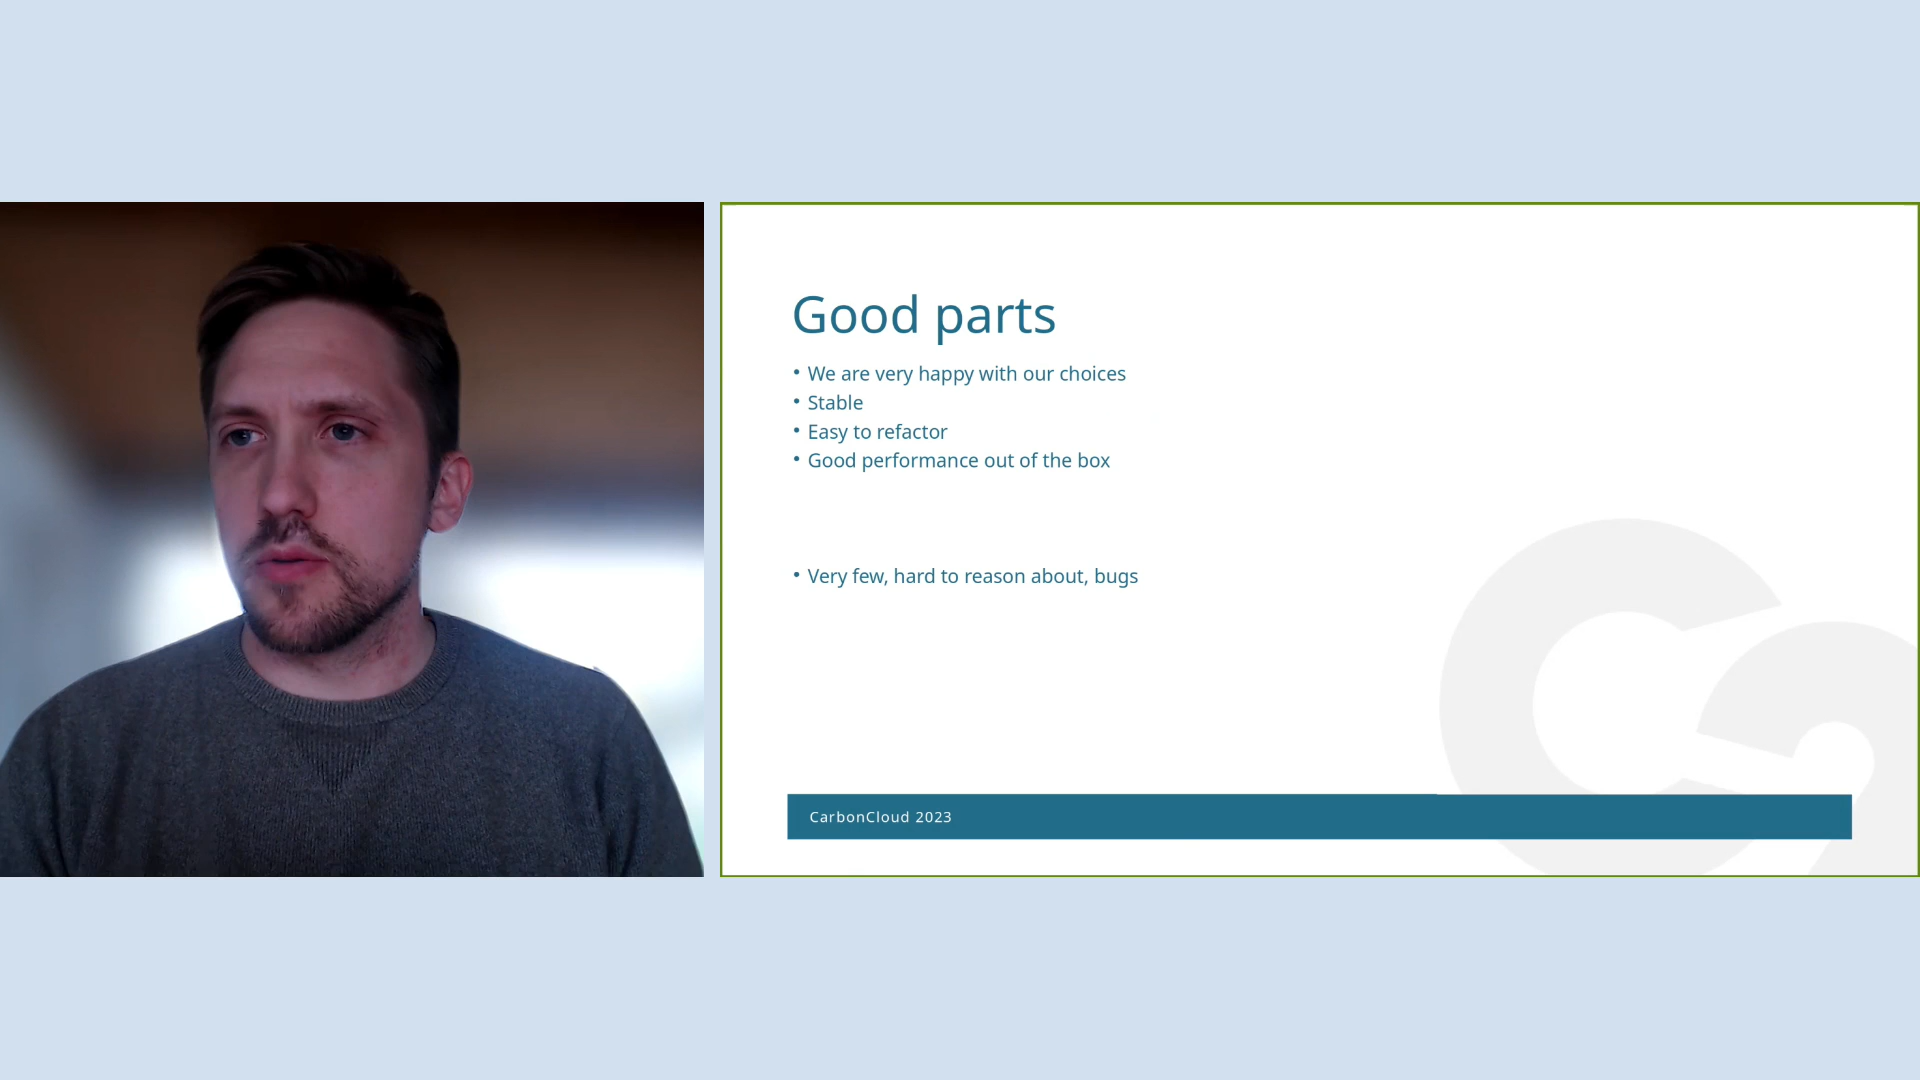 Good parts
• We are very happy with our choices
• Stable
• Easy to refactor
• Good performance out of the box
• Very few, hard to reason about, bugs
CarbonCloud 2023